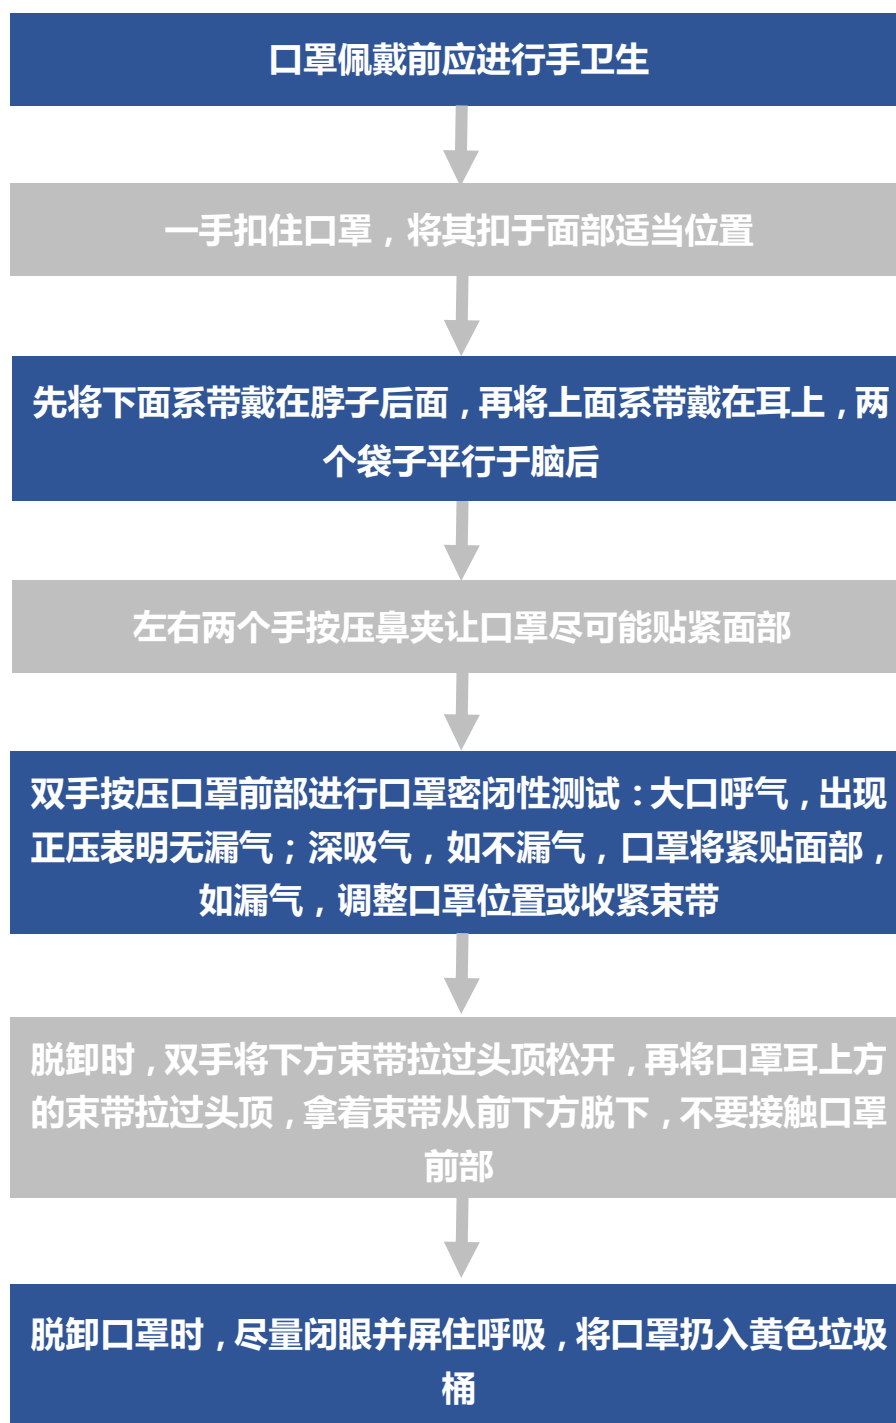 口罩佩戴前应进行手卫生
一手扣住口罩，将其扣于面部适当位置
先将下面系带戴在脖子后面，再将上面系带戴在耳上，两
个袋子平行于脑后
左右两个手按压鼻夹让口罩尽可能贴紧面部
双手按压口罩前部进行口罩密闭性测试：大口呼气，出现
正压表明无漏气；深吸气，如不漏气，口罩将紧贴面部，
如漏气，调整口罩位置或收紧束带
脱卸时，双手将下方束带拉过头顶松开，再将口罩耳上方
的束带拉过头顶，拿着束带从前下方脱下，不要接触口罩
前部
脱卸口罩时，尽量闭眼并屏住呼吸，将口罩扔入黄色垃圾
桶